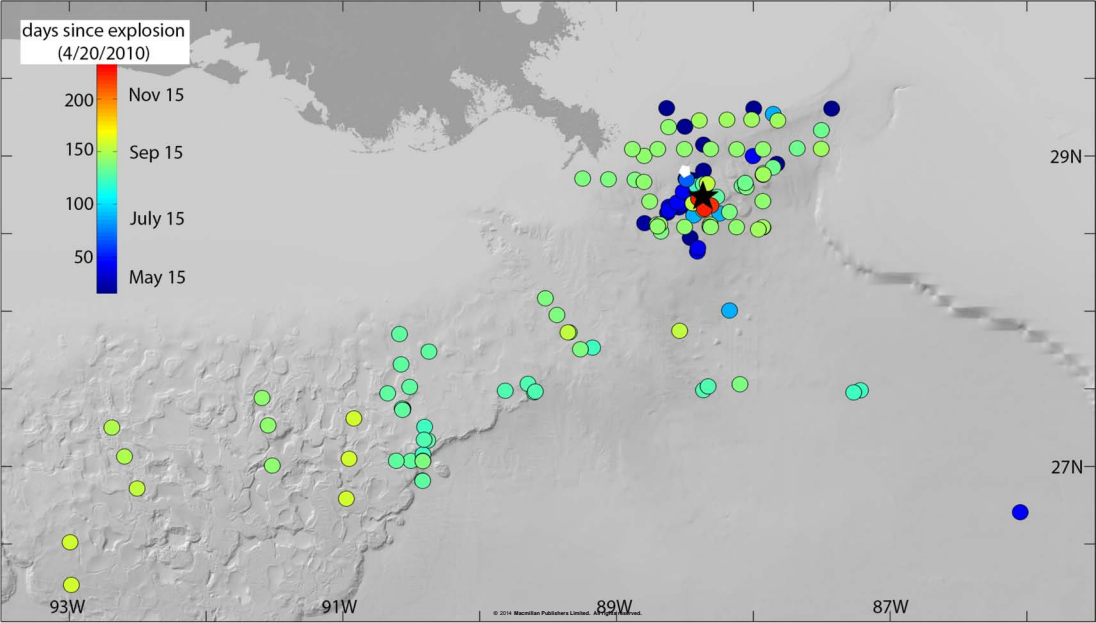 days since explosion
(4/20/2010)
200
Nov 15
150
Sep 15
100
July 15
50
May 15
29N
27N
93W
91W
89W
87W
© 2014 Macmillan Publishers Limited. All rights reserved.